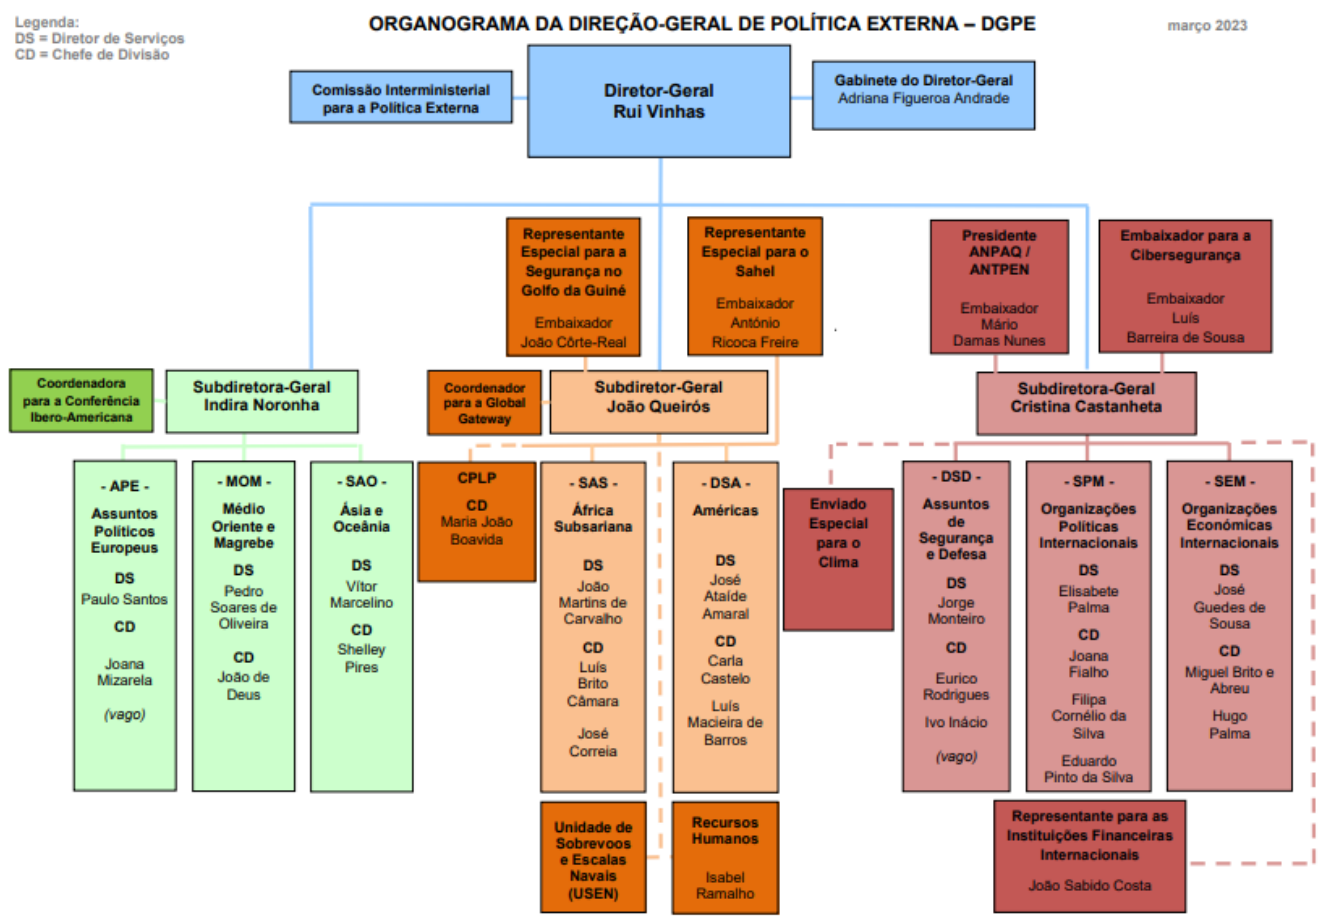 Legenda:
DS = Diretor de Serviços
CD = Chefe de Divisão
ORGANOGRAMA DA DIREÇÃO-GERAL DE POLÍTICA EXTERNA – DGPE
março 2023
Comissão Interministerial
para a Política Externa
Diretor-Geral
Rui Vinhas
Gabinete do Diretor-Geral
Adriana Figueroa Andrade
Representante
Especial para a
Segurança no
Golfo da Guiné
Embaixador
João Côrte-Real
Representante
Especial para o
Sahel
Embaixador
António
Ricoca Freire
Presidente
ANPAQ /
ANTPEN
Embaixador
Mário
Damas Nunes
Embaixador para a
Cibersegurança
Embaixador
Luís
Barreira de Sousa
Coordenadora
para a Conferência
Ibero-Americana
Subdiretora-Geral
Indira Noronha
Coordenador
para a Global
Gateway
Subdiretor-Geral
João Queirós
Subdiretora-Geral
Cristina Castanheta
- APE -
Assuntos
Políticos
Europeus
DS
Paulo Santos
CD
Joana
Mizarela
(vago)
- MOM -
Médio
Oriente e
Magrebe
DS
Pedro
Soares de
Oliveira
CD
João de
Deus
- SAO -
Ásia e
Oceânia
DS
Vítor
Marcelino
CD
Shelley
Pires
CPLP
CD
Maria João
Boavida
- SAS -
África
Subsariana
DS
João
Martins de
Carvalho
CD
Luís
Brito
Câmara
José
Correia
- DSA -
Américas
DS
José
Ataíde
Amaral
CD
Carla
Castelo
Luís
Macieira de
Barros
Enviado
Especial
para o
Clima
- DSD -
Assuntos
de
Segurança
e Defesa
DS
Jorge
Monteiro
CD
Eurico
Rodrigues
Ivo Inácio
(vago)
- SPM -
Organizações
Políticas
Internacionais
DS
Elisabete
Palma
CD
Joana
Fialho
Filipa
Cornélio da
Silva
Eduardo
Pinto da Silva
- SEM -
Organizações
Económicas
Internacionais
DS
José
Guedes de
Sousa
CD
Miguel Brito e
Abreu
Hugo
Palma
Unidade de
Sobrevoos
e Escalas
Navais
(USEN)
Recursos
Humanos
Isabel
Ramalho
Representante para as
Instituições Financeiras
Internacionais
João Sabido Costa